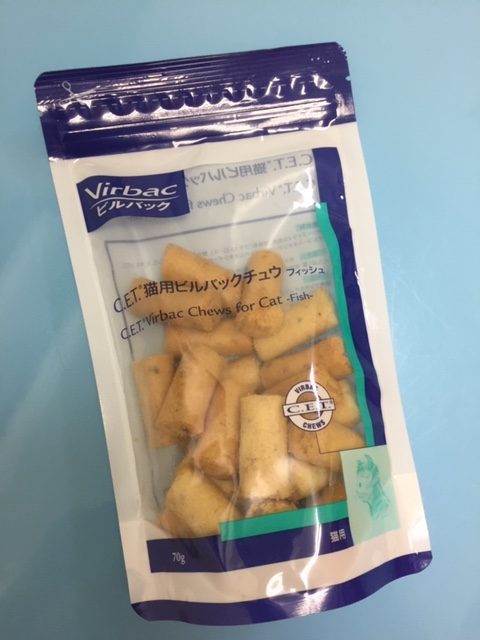 Virbac
ビルバック
C.E.T.® 猫用ビルバックチュウ フィッシュ
C.E.T.® Virbac Chews for Cat -Fish-
VIRBAC
C.E.T.®
CHEWS
猫用
70g